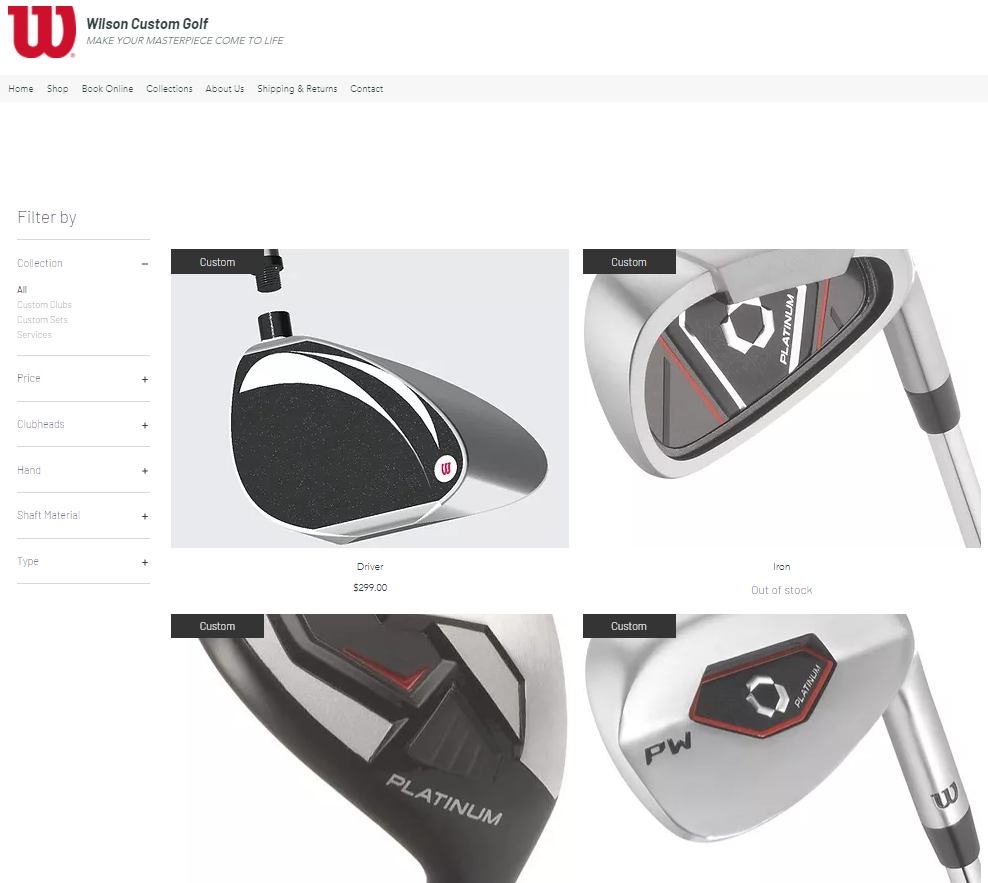 W
Wilson Custom Golf
MAKE YOUR MASTERPIECE COME TO LIFE
Home Shop Book Online Collections About Us Shipping & Returns Contact
Filter by
Collection −
All
Custom Clubs
Custom Sets
Services
Price +
Clubheads +
Hand +
Shaft Material +
Type +
Custom
W
Driver
$299.00
Custom
PLATINUM
Iron
Out of stock
Custom
PLATINUM
Custom
PLATINUM
PW
W